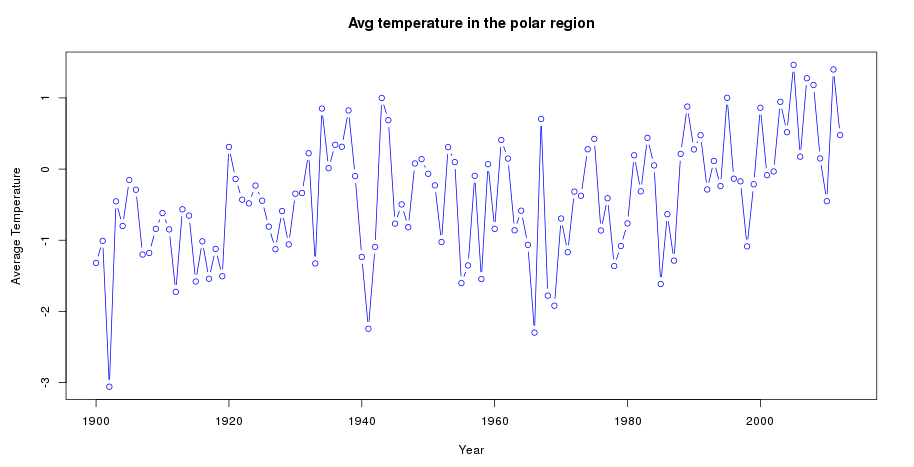 Avg temperature in the polar region
Average Temperature
1
0
-1
-2
-3
1900 1920 1940 1960 1980 2000
Year